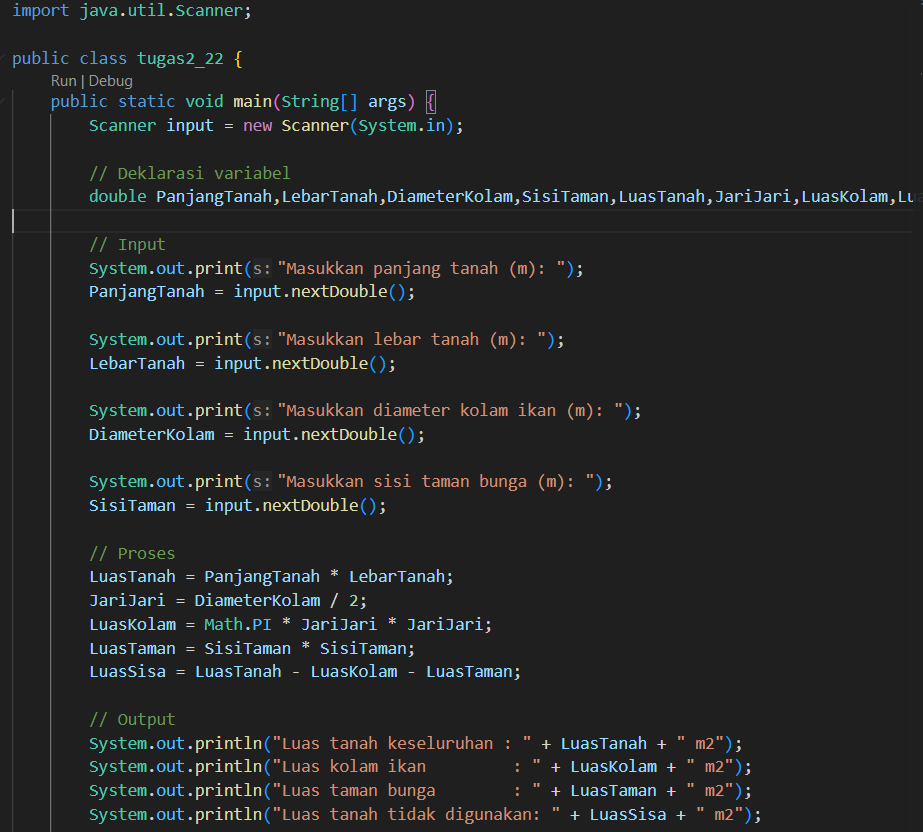 import java.util.Scanner;
public class tugas2_22 {
Run | Debug
public static void main(String[] args) {
Scanner input = new Scanner(System.in);
// Deklarasi variabel
double PanjangTanah,LebarTanah,DiameterKolam,SisiTaman,LuasTanah,JariJari,LuasKolam,
// Input
System.out.print(s: "Masukkan panjang tanah (m): ");
PanjangTanah = input.nextDouble();
System.out.print(s: "Masukkan lebar tanah (m): ");
LebarTanah = input.nextDouble();
System.out.print(s: "Masukkan diameter kolam ikan (m): ");
DiameterKolam = input.nextDouble();
System.out.print(s: "Masukkan sisi taman bunga (m): ");
SisiTaman = input.nextDouble();
// Proses
LuasTanah = PanjangTanah * LebarTanah;
JariJari = DiameterKolam / 2;
LuasKolam = Math.PI * JariJari * JariJari;
LuasTaman = SisiTaman * SisiTaman;
LuasSisa = LuasTanah - LuasKolam - LuasTaman;
// Output
System.out.println("Luas tanah keseluruhan : " + LuasTanah + " m2");
System.out.println("Luas kolam ikan         : " + LuasKolam + " m2");
System.out.println("Luas taman bunga        : " + LuasTaman + " m2");
System.out.println("Luas tanah tidak digunakan: " + LuasSisa + " m2");